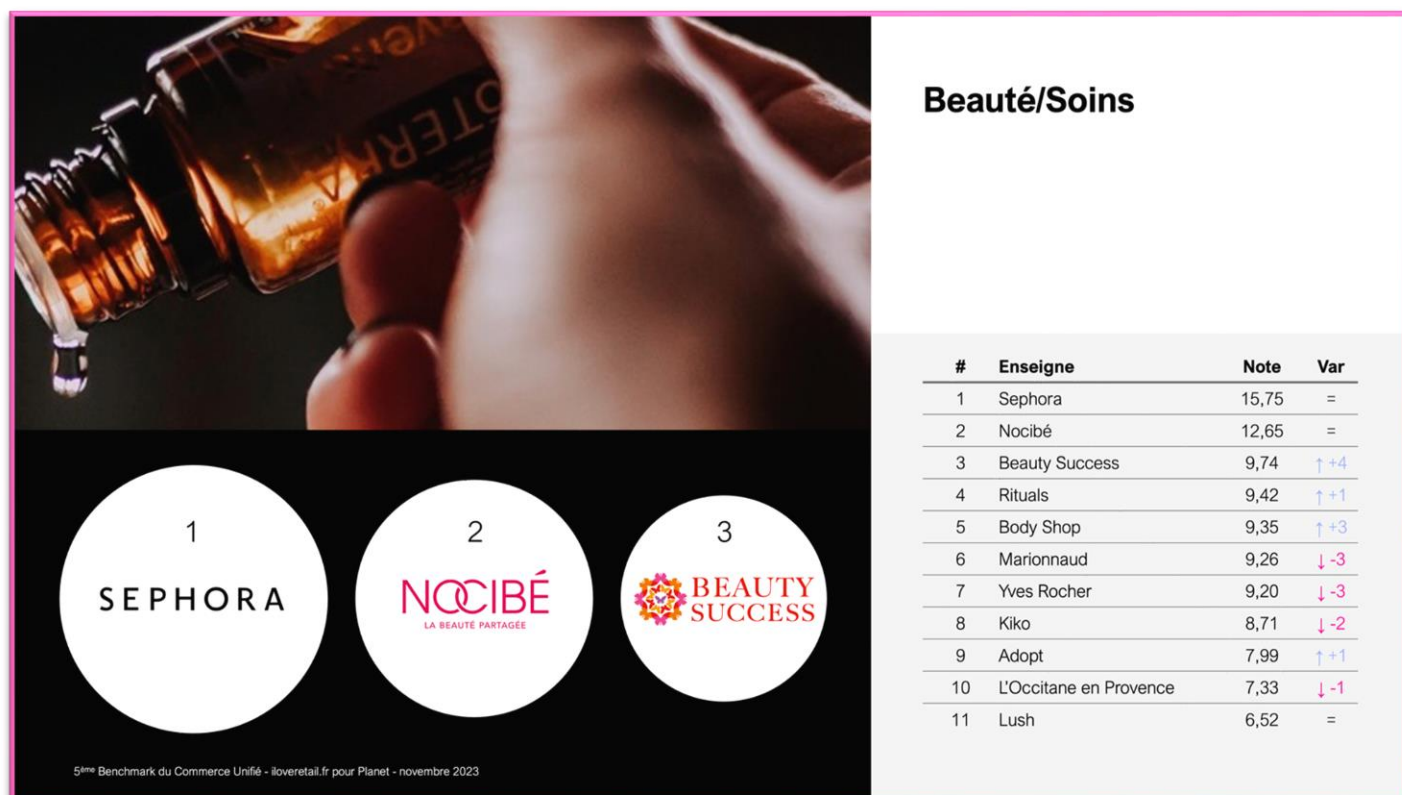 Beauté/Soins
# Enseigne Note Var
1 Sephora 15,75 =
2 Nocibé 12,65 =
3 Beauty Success 9,74 ↑ +4
4 Rituals 9,42 ↑ +1
5 Body Shop 9,35 ↑ +3
6 Marionnaud 9,26 ↓ -3
7 Yves Rocher 9,20 ↓ -3
8 Kiko 8,71 ↓ -2
9 Adopt 7,99 ↑ +1
10 L'Occitane en Provence 7,33 ↓ -1
11 Lush 6,52 =
1
SEPHORA
2
NOCIBÉ
LA BEAUTÉ PARTAGÉE
3
BEAUTY
SUCCESS
5ème Benchmark du Commerce Unifié - iloveretail.fr pour Planet - novembre 2023